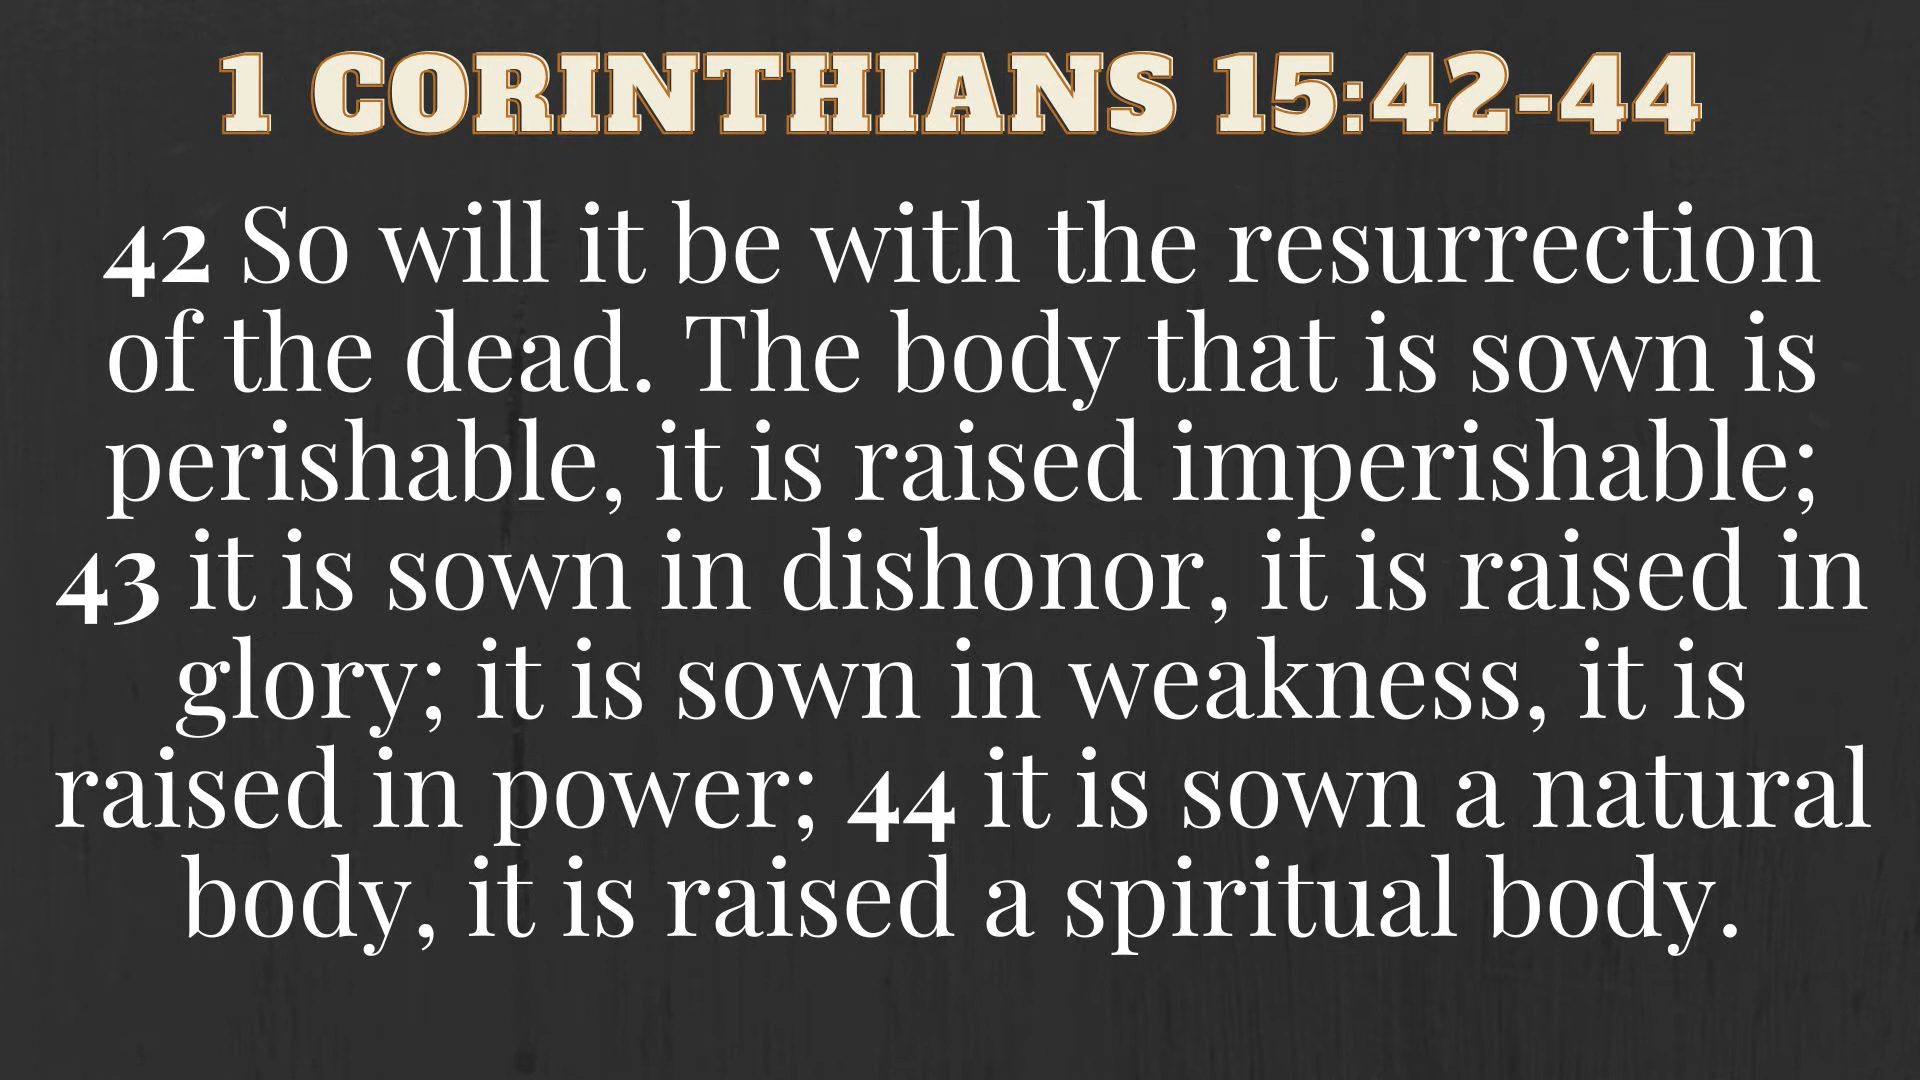 1 CORINTHIANS 15:42-44
42 So will it be with the resurrection
of the dead. The body that is sown is
perishable, it is raised imperishable;
43 it is sown in dishonor, it is raised in
glory; it is sown in weakness, it is
raised in power; 44 it is sown a natural
body, it is raised a spiritual body.